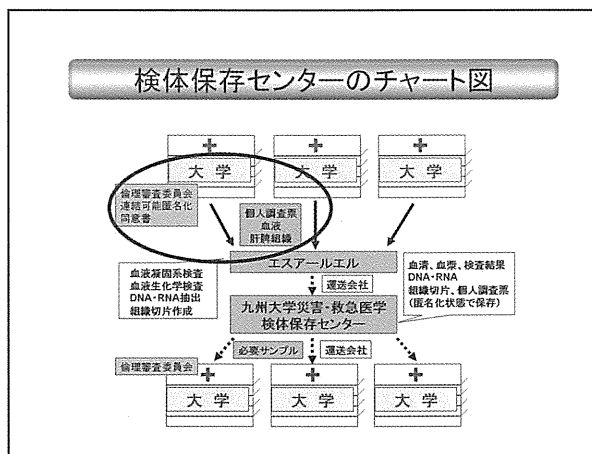 検体保存センターのチャート図
大 学
大 学
大 学
倫理審査委員会
連結可能匿名化
同意書
個人調査票
血液
肝脾組織
エスアールエル
血液凝固系検査
血液生化学検査
DNA・RNA抽出
組織切片作成
運送会社
血清、血漿、検査結果
DNA・RNA
組織切片、個人調査票
(匿名化状態で保存)
九州大学災害・救急医学
検体保存センター
必要サンプル
運送会社
倫理審査委員会
大 学
大 学
大 学